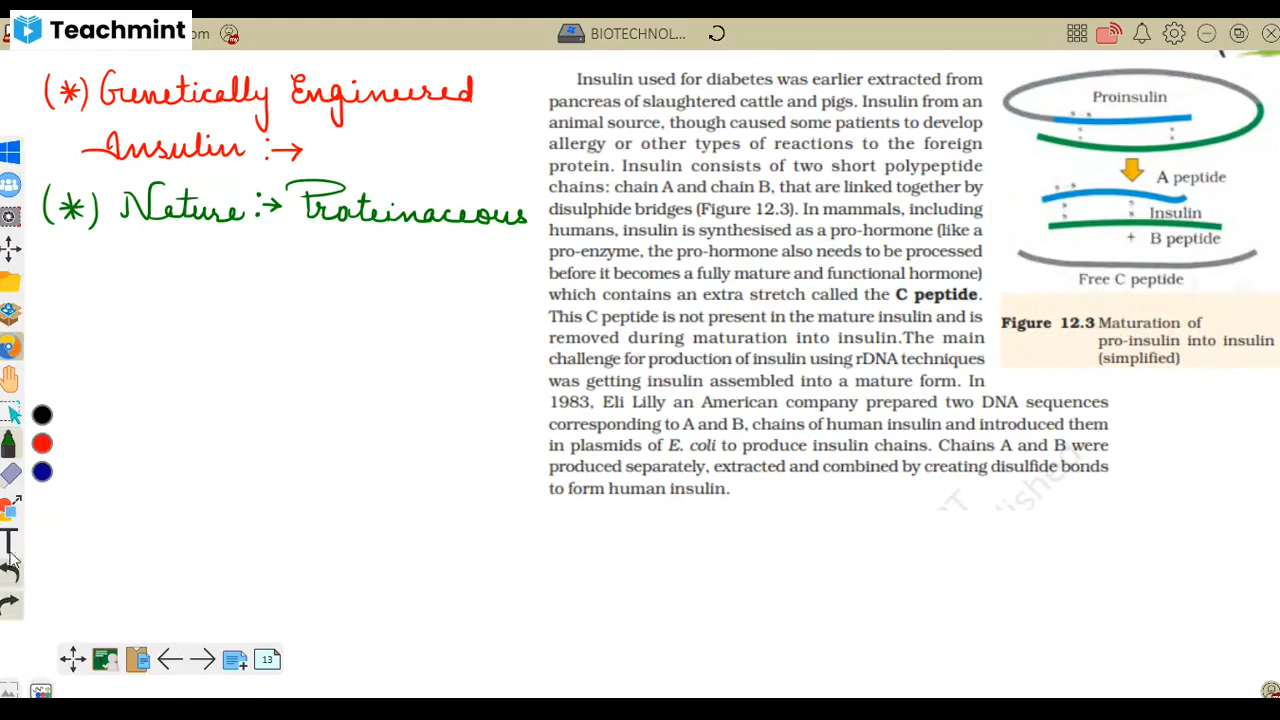 Teachmint
om
BIOTECHNOL...
(*) Genetically Engineered
Insulin :→
(*) Nature :→ Proteinaceous
Insulin used for diabetes was earlier extracted from
pancreas of slaughtered cattle and pigs. Insulin from an
animal source, though caused some patients to develop
allergy or other types of reactions to the foreign
protein. Insulin consists of two short polypeptide
chains: chain A and chain B, that are linked together by
disulphide bridges (Figure 12.3). In mammals, including
humans, insulin is synthesised as a pro-hormone (like a
pro-enzyme, the pro-hormone also needs to be processed
before it becomes a fully mature and functional hormone)
which contains an extra stretch called the C peptide.
This C peptide is not present in the mature insulin and is
removed during maturation into insulin.The main
challenge for production of insulin using rDNA techniques
was getting insulin assembled into a mature form. In
1983, Eli Lilly an American company prepared two DNA sequences
corresponding to A and B, chains of human insulin and introduced them
in plasmids of E. coli to produce insulin chains. Chains A and B were
produced separately, extracted and combined by creating disulfide bonds
to form human insulin.
Proinsulin
A peptide
Insulin
+ B peptide
Free C peptide
Figure 12.3 Maturation of
pro-insulin into insulin
(simplified)
13